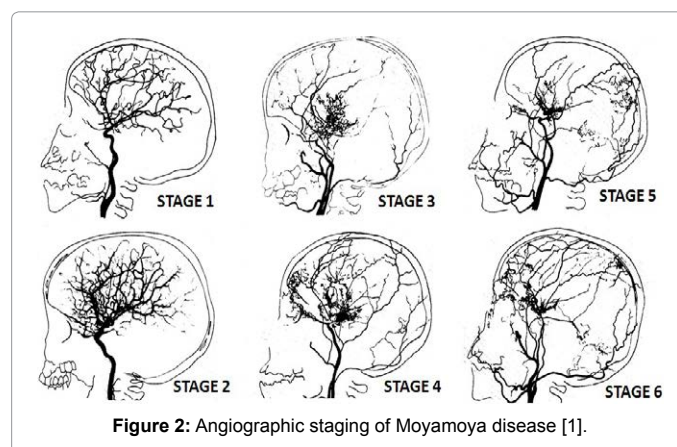 STAGE 1
STAGE 3
STAGE 5
STAGE 2
STAGE 4
STAGE 6
Figure 2: Angiographic staging of Moyamoya disease [1].